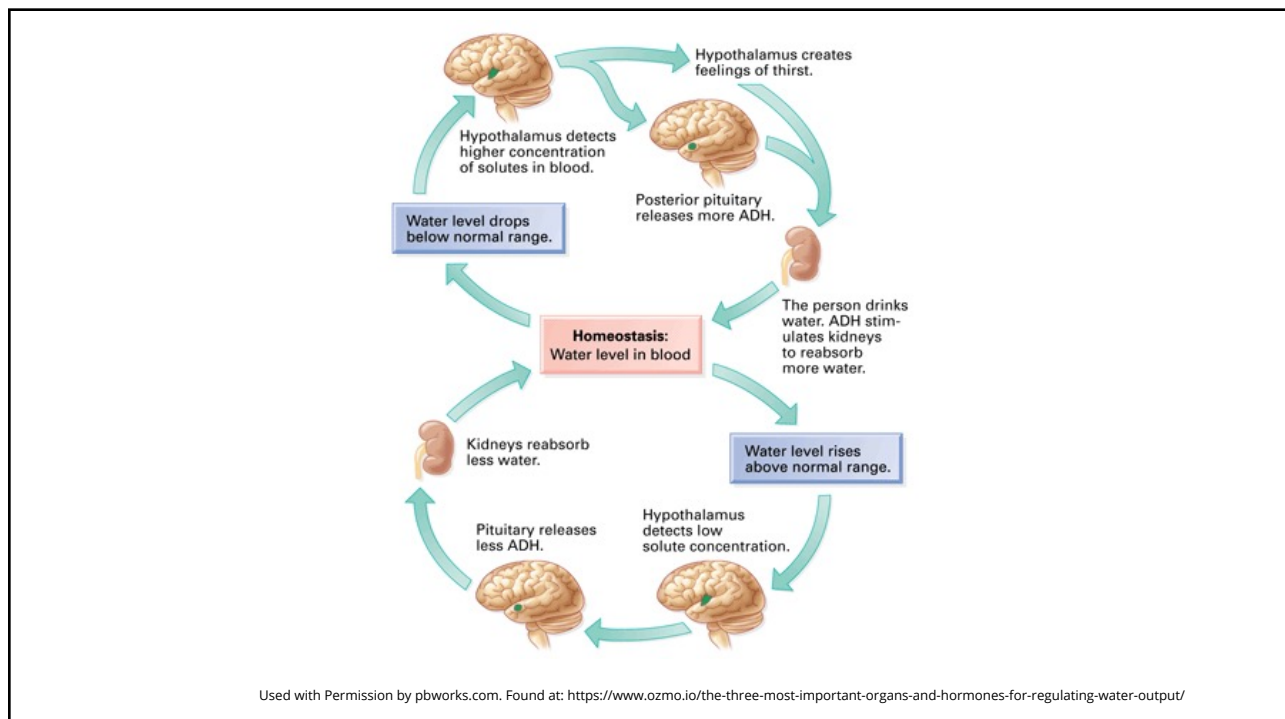 Hypothalamus creates
feelings of thirst.
Hypothalamus detects
higher concentration
of solutes in blood.
Posterior pituitary
releases more ADH.
Water level drops
below normal range.
The person drinks
water. ADH stim-
ulates kidneys
to reabsorb
more water.
Homeostasis:
Water level in blood
Kidneys reabsorb
less water.
Water level rises
above normal range.
Hypothalamus
detects low
solute concentration.
Pituitary releases
less ADH.
Used with Permission by pbworks.com. Found at: https://www.ozmo.io/the-three-most-important-organs-and-hormones-for-regulating-water-output/